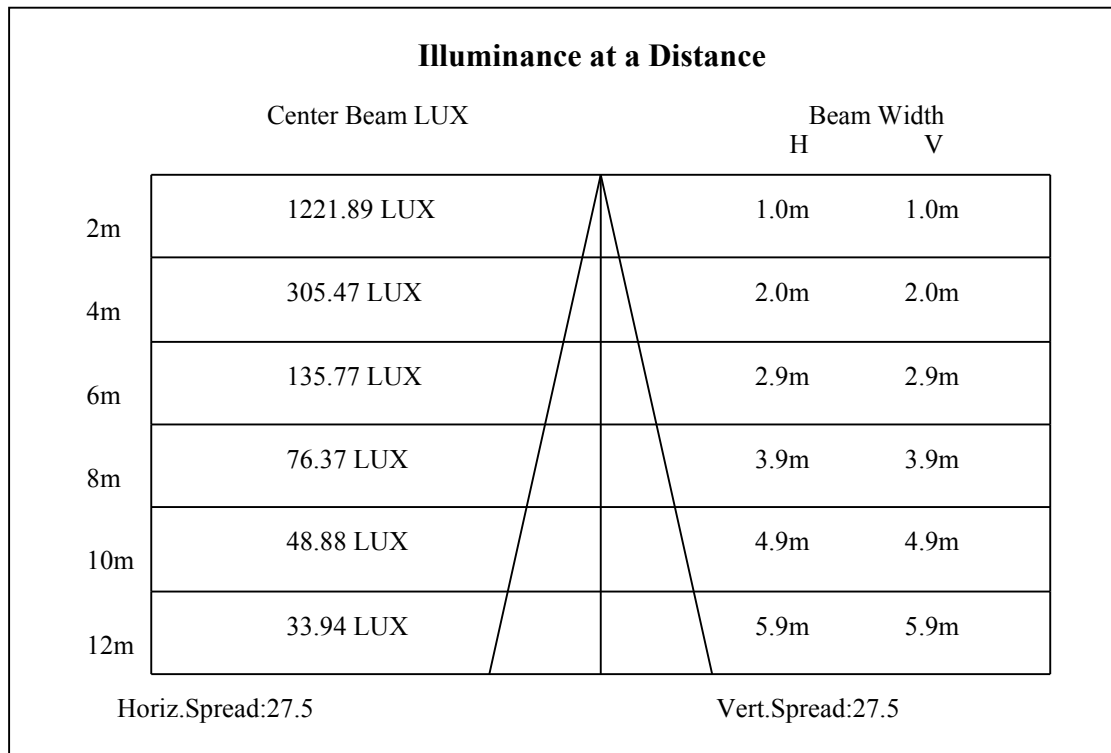 Illuminance at a Distance
Center Beam LUX Beam Width
H V
2m 1221.89 LUX 1.0m 1.0m
4m 305.47 LUX 2.0m 2.0m
6m 135.77 LUX 2.9m 2.9m
8m 76.37 LUX 3.9m 3.9m
10m 48.88 LUX 4.9m 4.9m
12m 33.94 LUX 5.9m 5.9m
Horiz.Spread:27.5 Vert.Spread:27.5